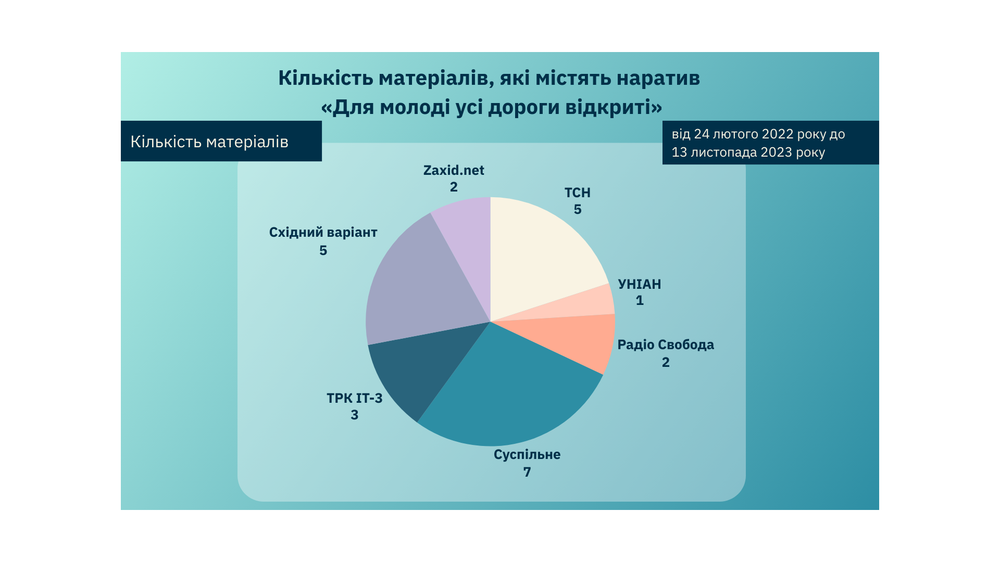 Кількість матеріалів, які містять наратив
«Для молоді усі дороги відкриті»
Кількість матеріалів
від 24 лютого 2022 року до
13 листопада 2023 року
Zaxid.net
2
ТСН
5
Східний варіант
5
УНІАН
1
Радіо Свобода
2
ТРК ІТ-3
3
Суспільне
7